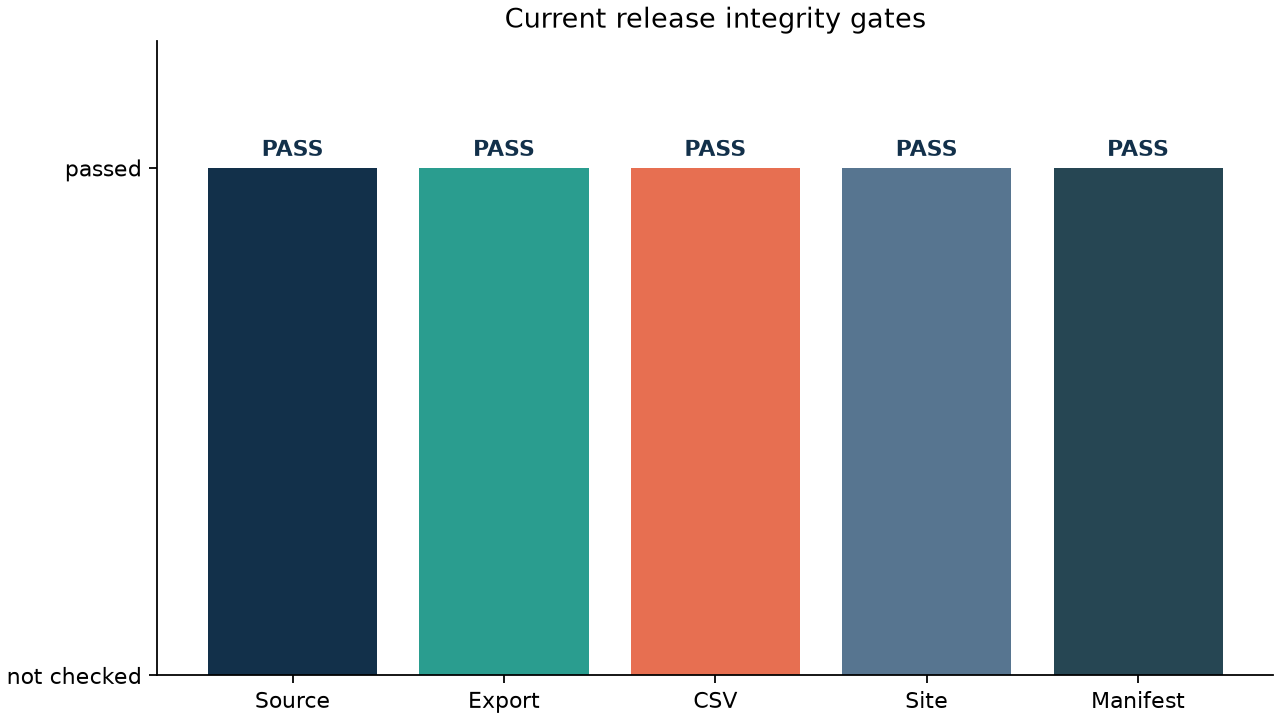 Current release integrity gates
PASS PASS PASS PASS PASS
passed
not checked
Source Export CSV Site Manifest